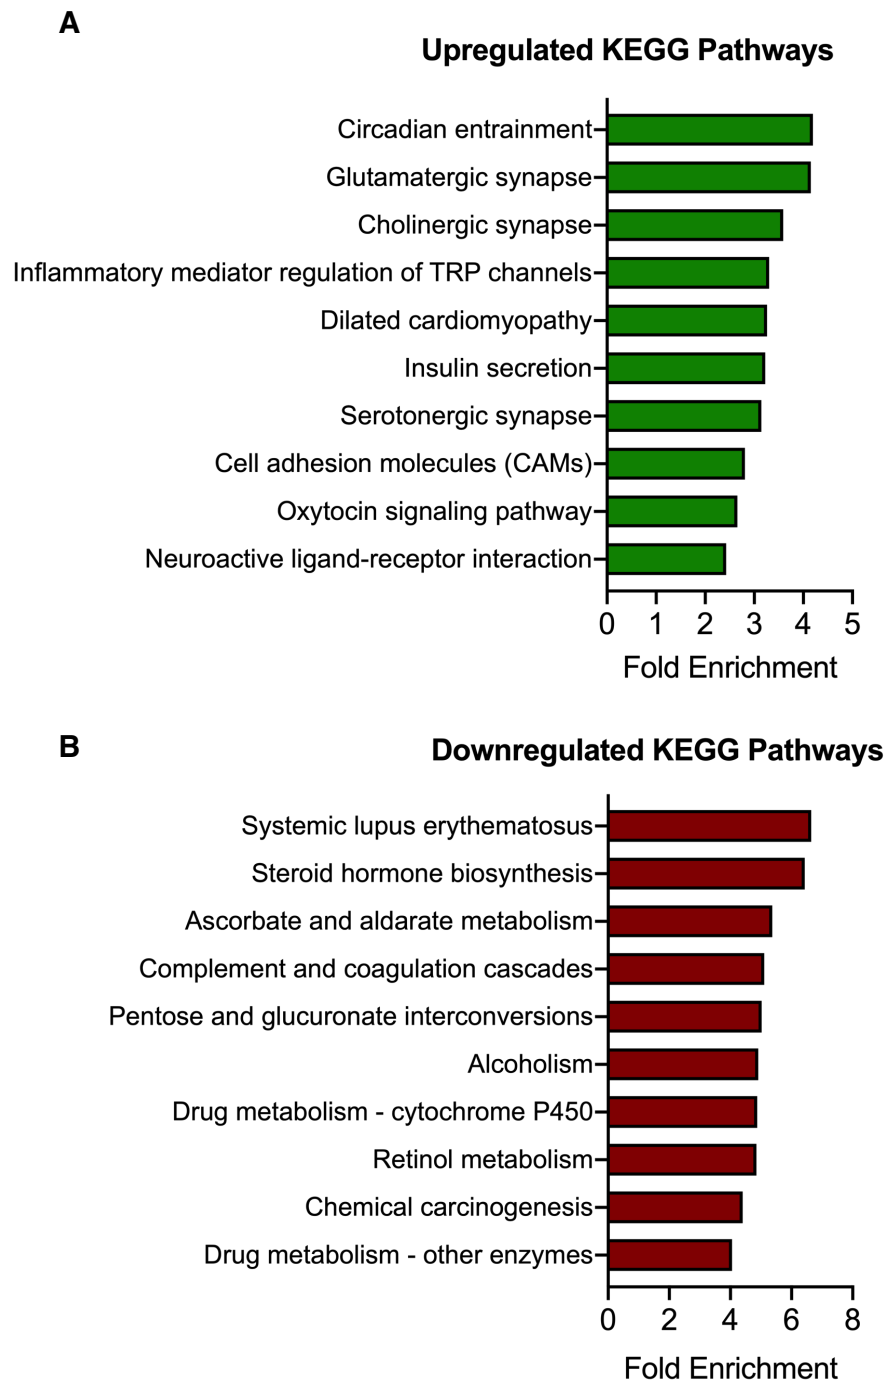 A
Upregulated KEGG Pathways
Circadian entrainment
Glutamatergic synapse
Cholinergic synapse
Inflammatory mediator regulation of TRP channels
Dilated cardiomyopathy
Insulin secretion
Serotonergic synapse
Cell adhesion molecules (CAMs)
Oxytocin signaling pathway
Neuroactive ligand-receptor interaction
0 1 2 3 4 5
Fold Enrichment
B
Downregulated KEGG Pathways
Systemic lupus erythematosus
Steroid hormone biosynthesis
Ascorbate and aldarate metabolism
Complement and coagulation cascades
Pentose and glucuronate interconversions
Alcoholism
Drug metabolism - cytochrome P450
Retinol metabolism
Chemical carcinogenesis
Drug metabolism - other enzymes
0 2 4 6 8
Fold Enrichment